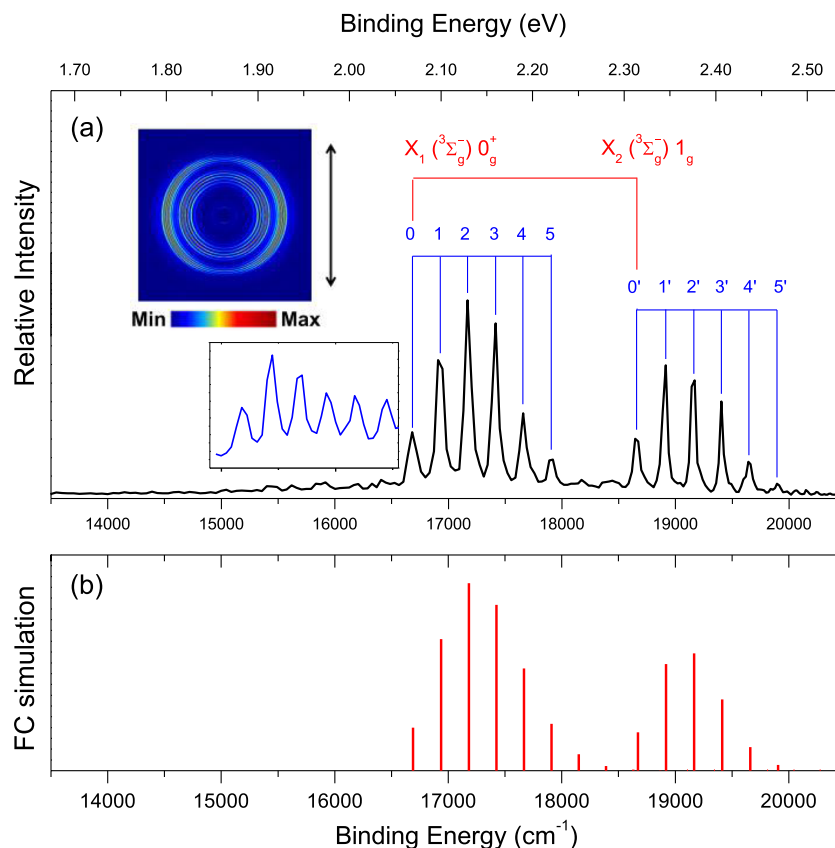 Binding Energy (eV)
1.70 1.80 1.90 2.00 2.10 2.20 2.30 2.40 2.50
(a)
X₁ (³Σ⁻g) 0⁺g X₂ (³Σ⁻g) 1g
0 1 2 3 4 5
0' 1' 2' 3' 4' 5'
Min Max
Relative Intensity
14000 15000 16000 17000 18000 19000 20000
(b)
FC simulation
14000 15000 16000 17000 18000 19000 20000
Binding Energy (cm⁻¹)